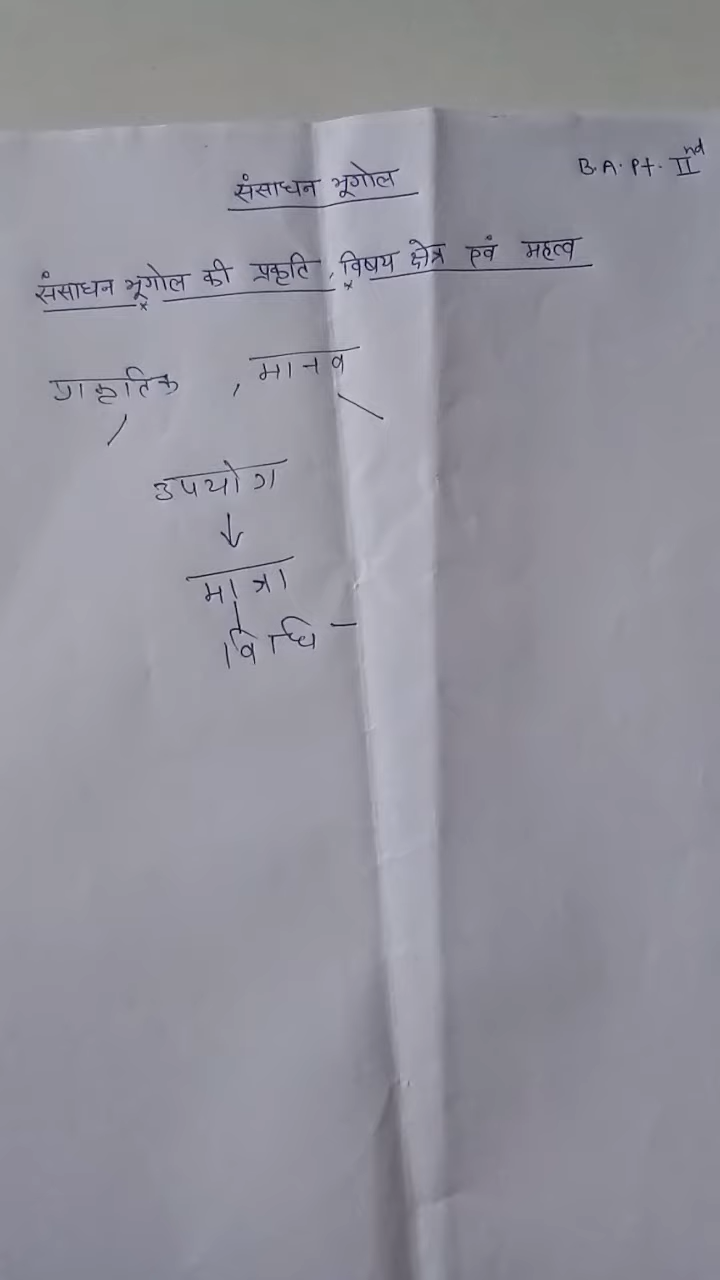 संसाधन भूगोल
B.A. Pt. IInd
संसाधन भूगोल की प्रकृति, विषय क्षेत्र एवं महत्व
प्राकृतिक , मानव
उपयोग
↓
मात्रा
विधि –